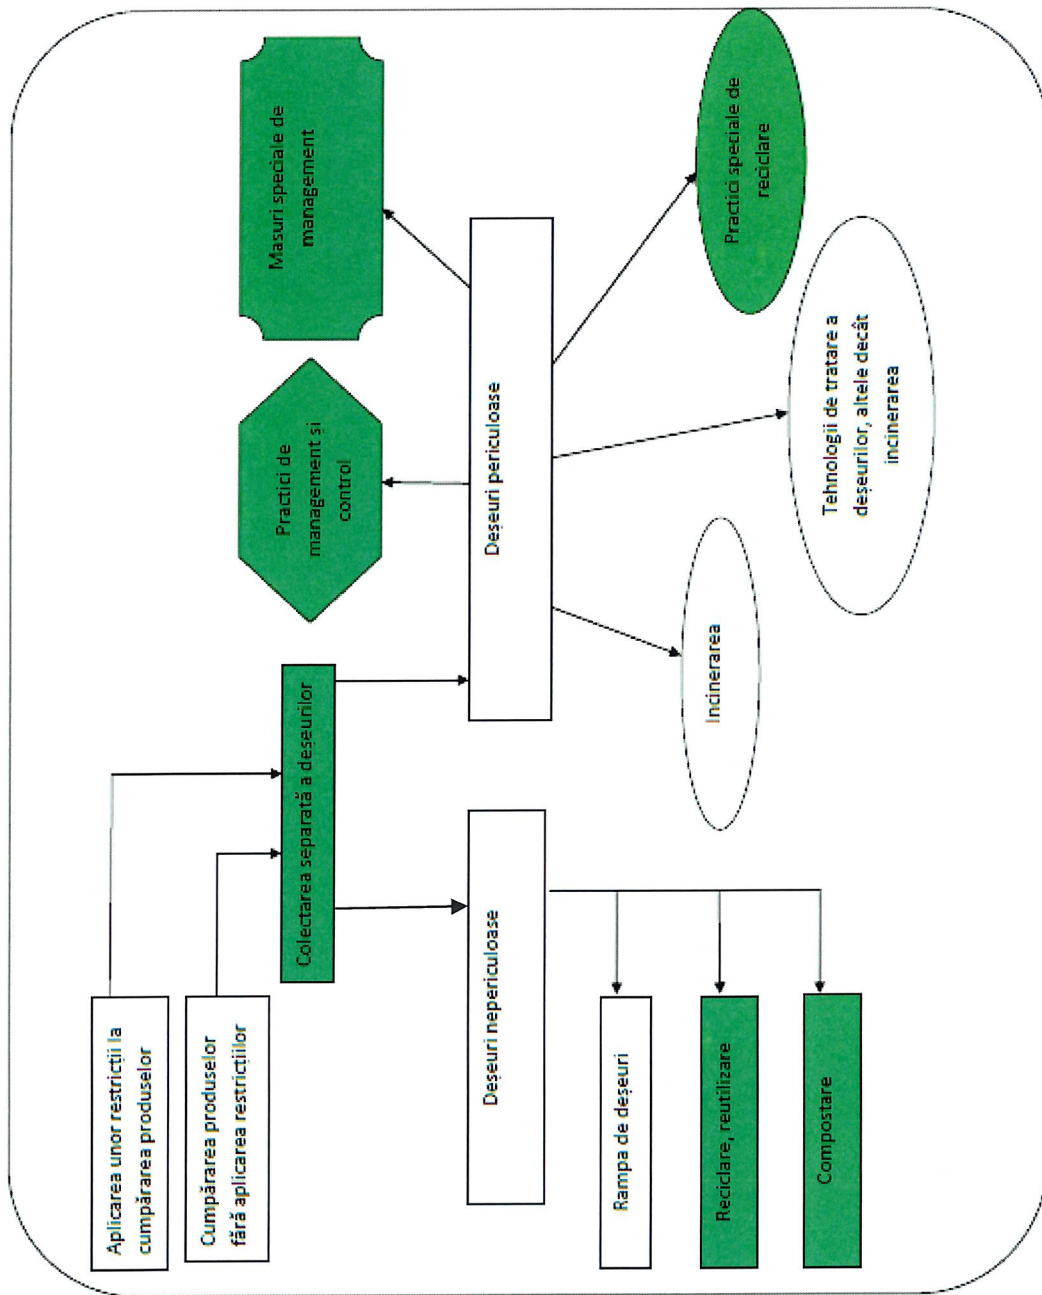 Aplicarea unor restricții la
cumpărarea produselor
Cumpărarea produselor
fără aplicarea restricțiilor
Colectarea separată a deșeurilor
Practici de
management și
control
Masuri speciale de
management
Deșeuri nepericuloase
Deșeuri periculoase
Rampa de deșeuri
Reciclare, reutilizare
Compostare
Incinerarea
Tehnologii de tratare a
deșeurilor, altele decât
incinerarea
Practici speciale de
reciclare